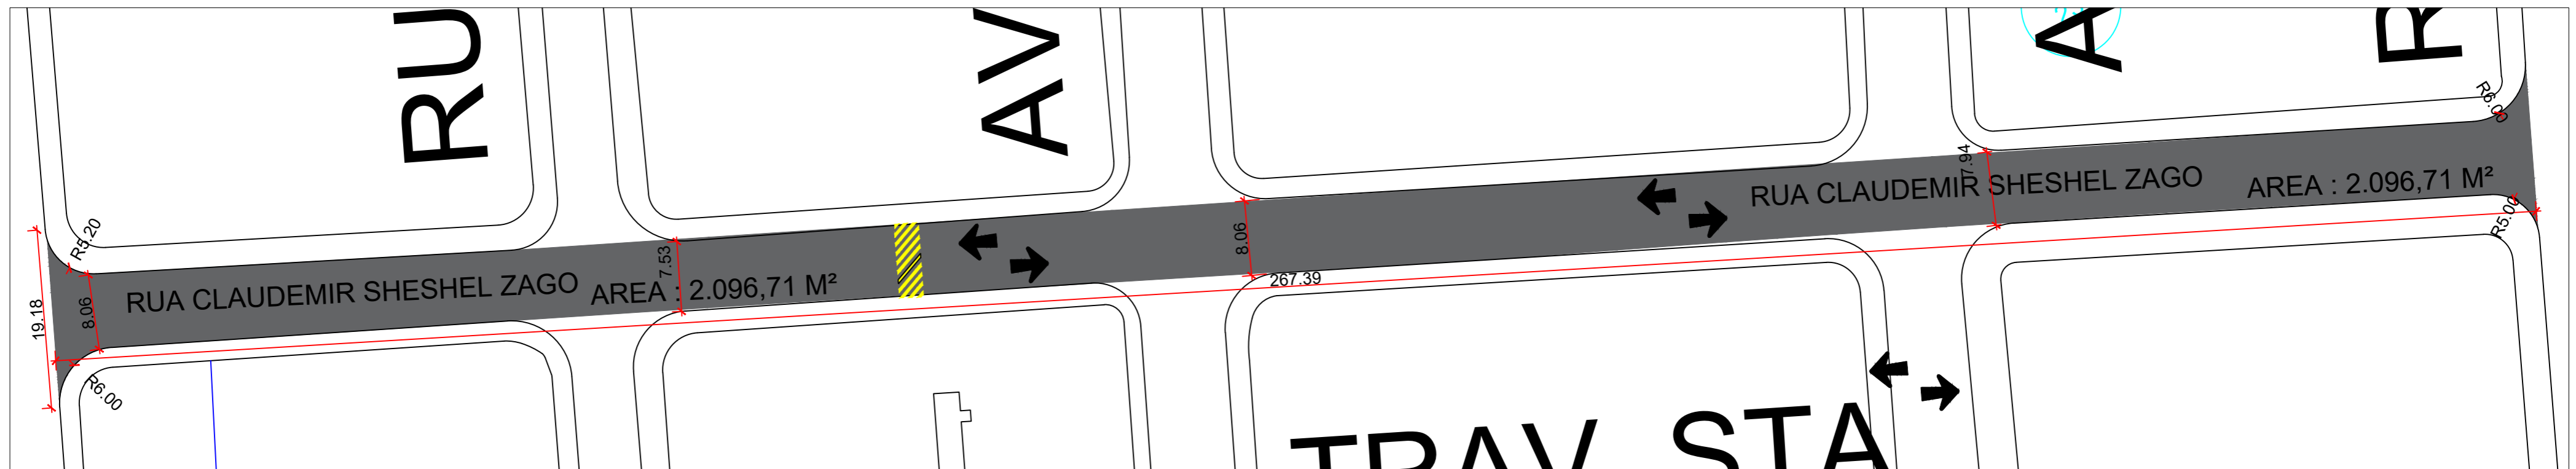 RU
AV
A
R
R6.00
7.94
RUA CLAUDEMIR SHESHEL ZAGO
AREA : 2.096,71 M²
R5.20
8.06
R5.00
7.53
267.39
RUA CLAUDEMIR SHESHEL ZAGO
AREA : 2.096,71 M²
19.18
8.06
R6.00
TRAV. STA